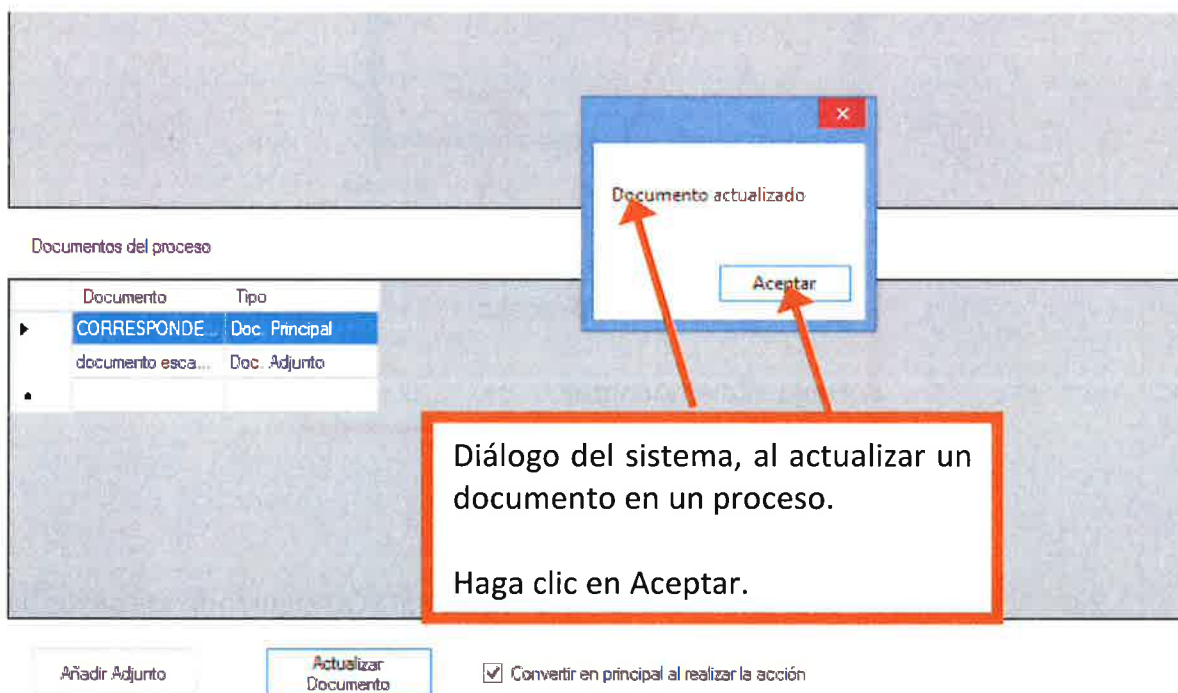 Documento actualizado
Aceptar
Documentos del proceso
Documento Tipo
CORRESPONDE... Doc. Principal
documento esca... Doc. Adjunto
Diálogo del sistema, al actualizar un
documento en un proceso.
Haga clic en Aceptar.
Añadir Adjunto
Actualizar
Documento
Convertir en principal al realizar la acción